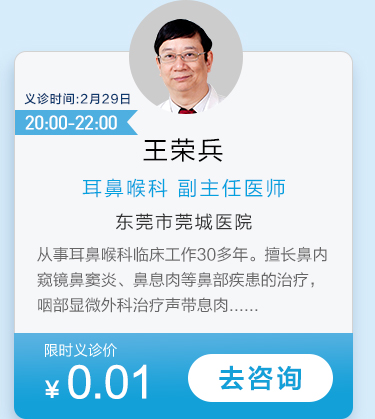 义诊时间:2月29日
20:00-22:00
王荣兵
耳鼻喉科 副主任医师
东莞市莞城医院
从事耳鼻喉科临床工作30多年。擅长鼻内
窥镜鼻窦炎、鼻息肉等鼻部疾患的治疗，
咽部显微外科治疗声带息肉......
限时义诊价
¥ 0.01
去咨询